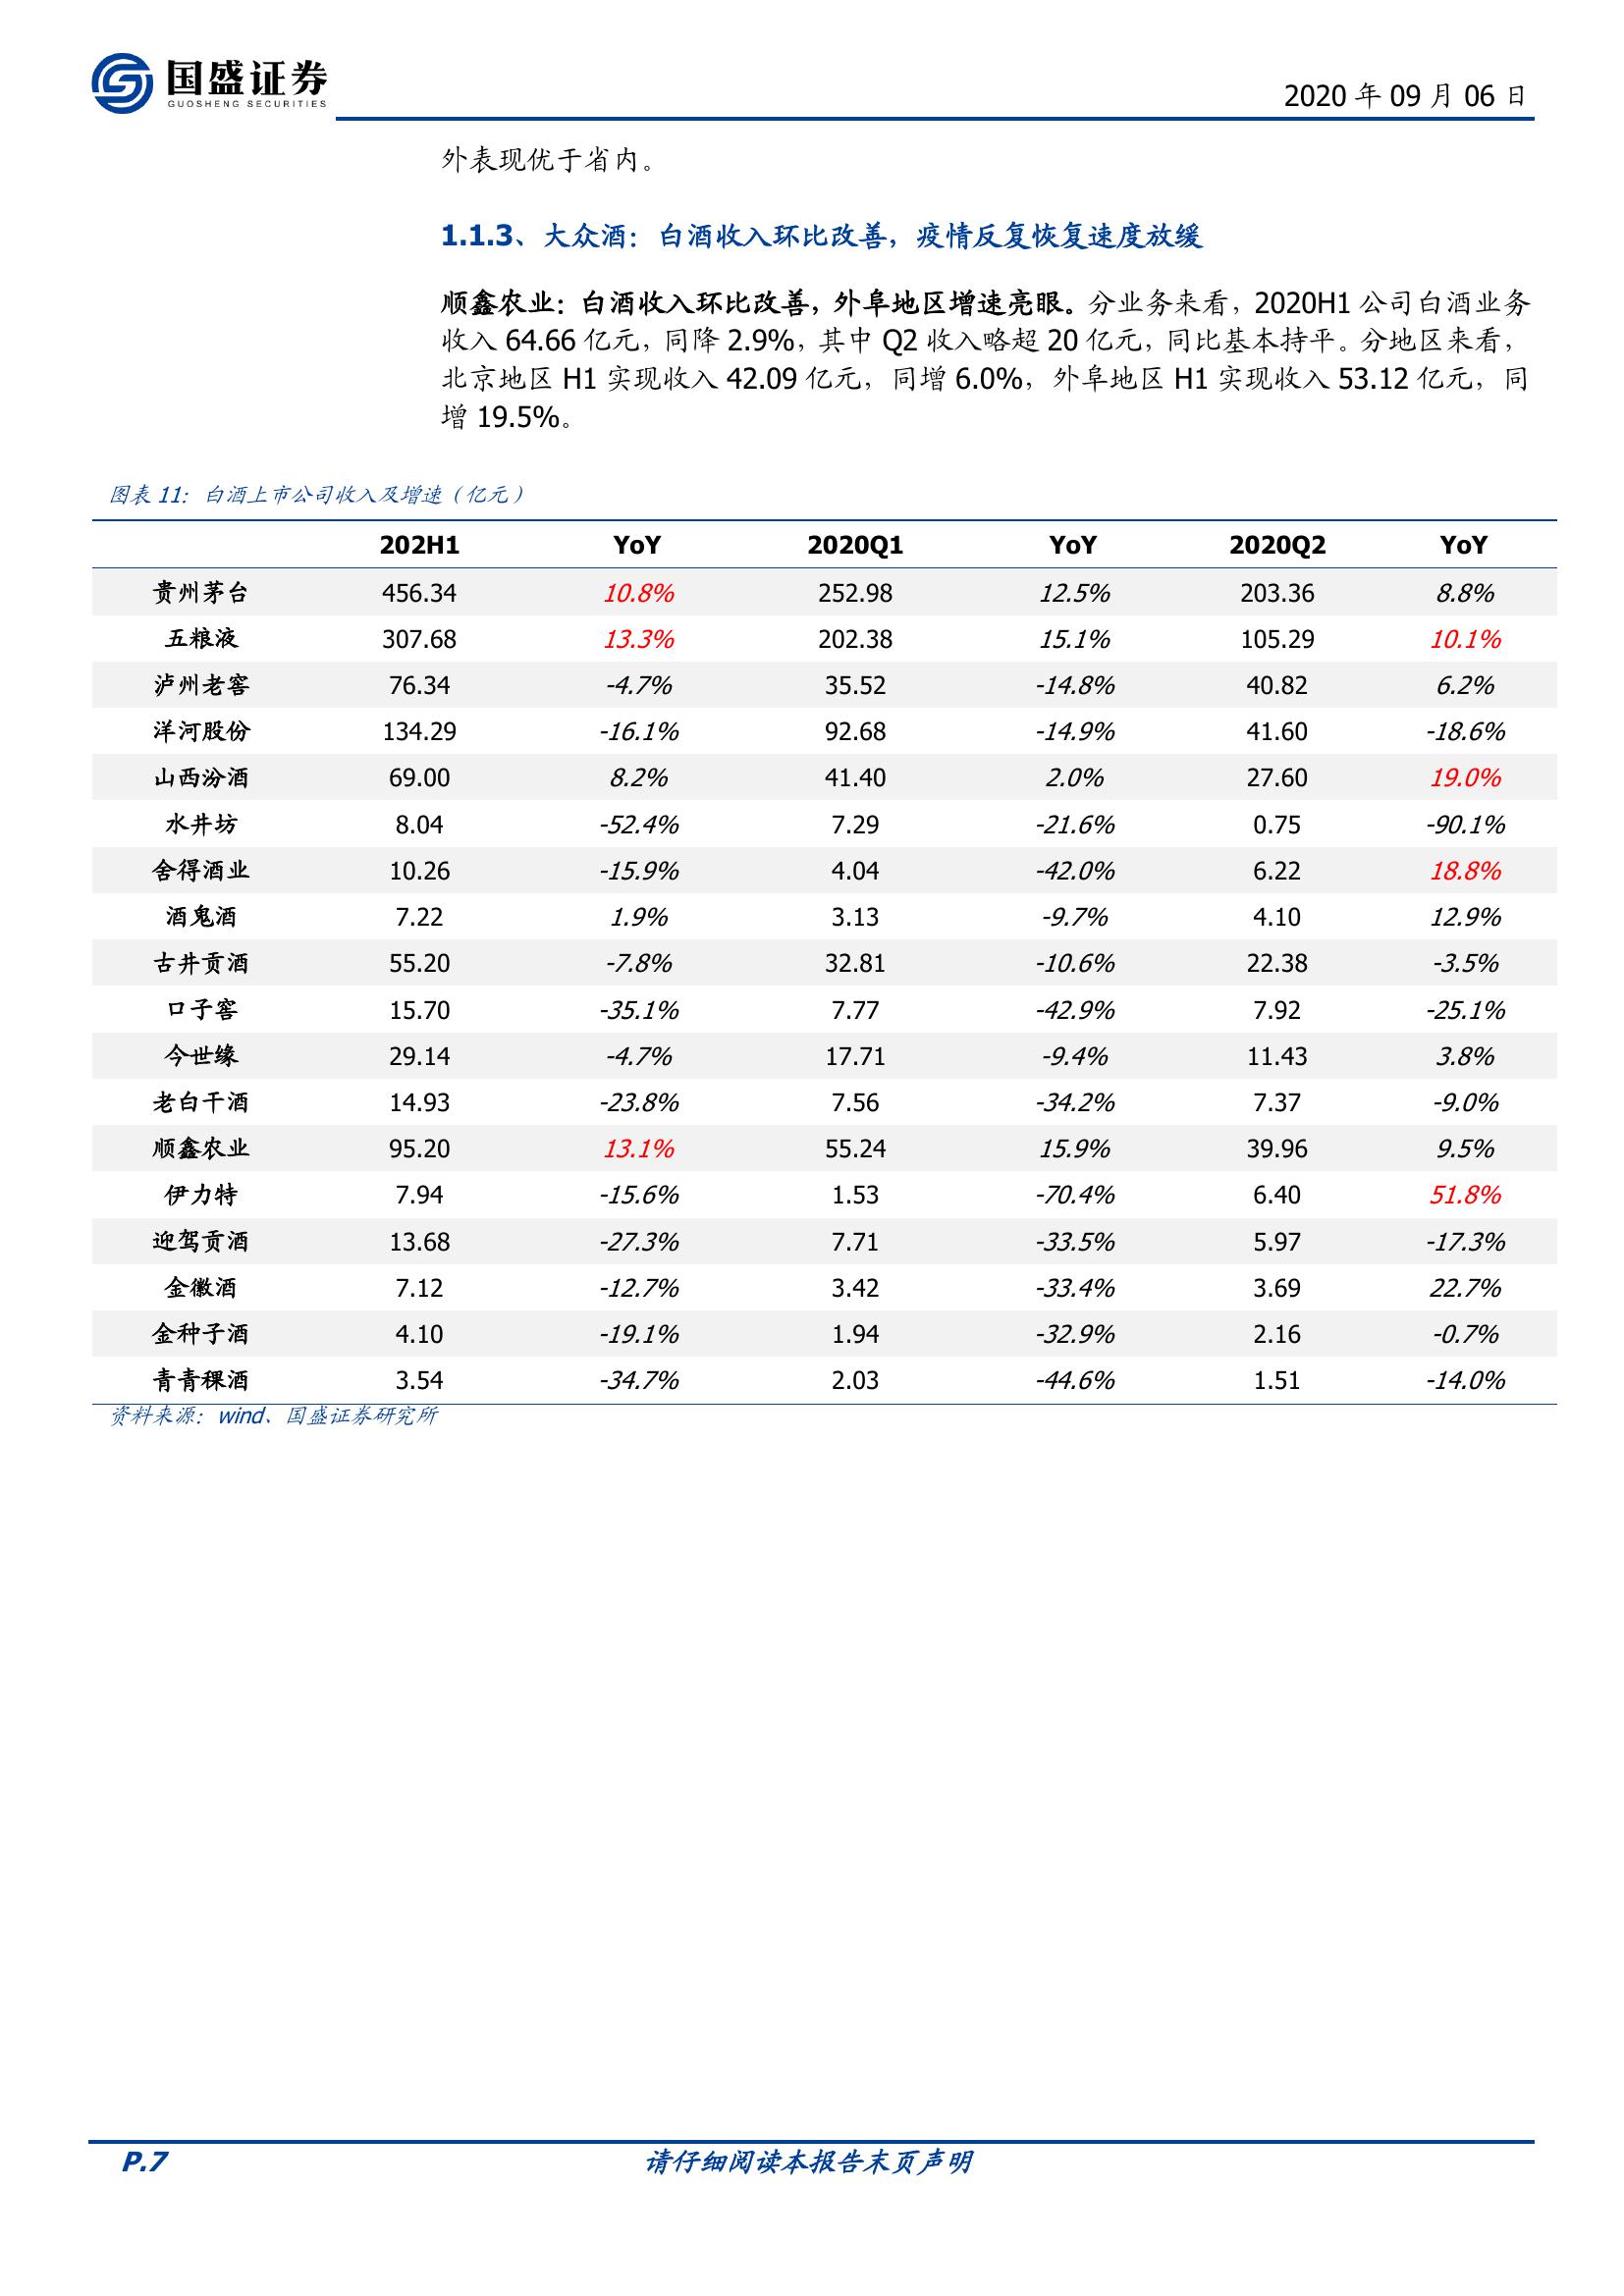 国盛证券
GUOSHENG SECURITIES
2020 年 09 月 06 日
外表现优于省内。
1.1.3、大众酒：白酒收入环比改善，疫情反复恢复速度放缓
顺鑫农业：白酒收入环比改善，外阜地区增速亮眼。分业务来看，2020H1 公司白酒业务
收入 64.66 亿元，同降 2.9%，其中 Q2 收入略超 20 亿元，同比基本持平。分地区来看，
北京地区 H1 实现收入 42.09 亿元，同增 6.0%，外阜地区 H1 实现收入 53.12 亿元，同
增 19.5%。
图表 11：白酒上市公司收入及增速（亿元）
202H1 YoY 2020Q1 YoY 2020Q2 YoY
贵州茅台 456.34 10.8% 252.98 12.5% 203.36 8.8%
五粮液 307.68 13.3% 202.38 15.1% 105.29 10.1%
泸州老窖 76.34 -4.7% 35.52 -14.8% 40.82 6.2%
洋河股份 134.29 -16.1% 92.68 -14.9% 41.60 -18.6%
山西汾酒 69.00 8.2% 41.40 2.0% 27.60 19.0%
水井坊 8.04 -52.4% 7.29 -21.6% 0.75 -90.1%
舍得酒业 10.26 -15.9% 4.04 -42.0% 6.22 18.8%
酒鬼酒 7.22 1.9% 3.13 -9.7% 4.10 12.9%
古井贡酒 55.20 -7.8% 32.81 -10.6% 22.38 -3.5%
口子窖 15.70 -35.1% 7.77 -42.9% 7.92 -25.1%
今世缘 29.14 -4.7% 17.71 -9.4% 11.43 3.8%
老白干酒 14.93 -23.8% 7.56 -34.2% 7.37 -9.0%
顺鑫农业 95.20 13.1% 55.24 15.9% 39.96 9.5%
伊力特 7.94 -15.6% 1.53 -70.4% 6.40 51.8%
迎驾贡酒 13.68 -27.3% 7.71 -33.5% 5.97 -17.3%
金徽酒 7.12 -12.7% 3.42 -33.4% 3.69 22.7%
金种子酒 4.10 -19.1% 1.94 -32.9% 2.16 -0.7%
青青稞酒 3.54 -34.7% 2.03 -44.6% 1.51 -14.0%
资料来源：wind、国盛证券研究所
P.7 请仔细阅读本报告末页声明